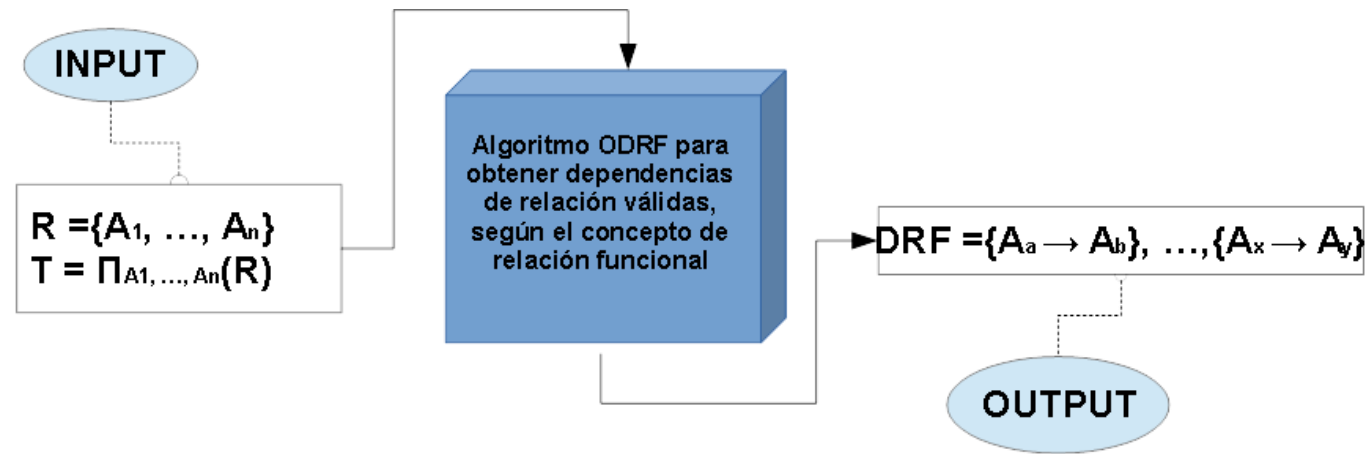 INPUT
R ={A1, ..., An}
T = ΠA1, ..., An(R)
Algoritmo ODRF para
obtener dependencias
de relación válidas,
según el concepto de
relación funcional
DRF ={Aa → Ab}, ...,{Ax → Ay}
OUTPUT